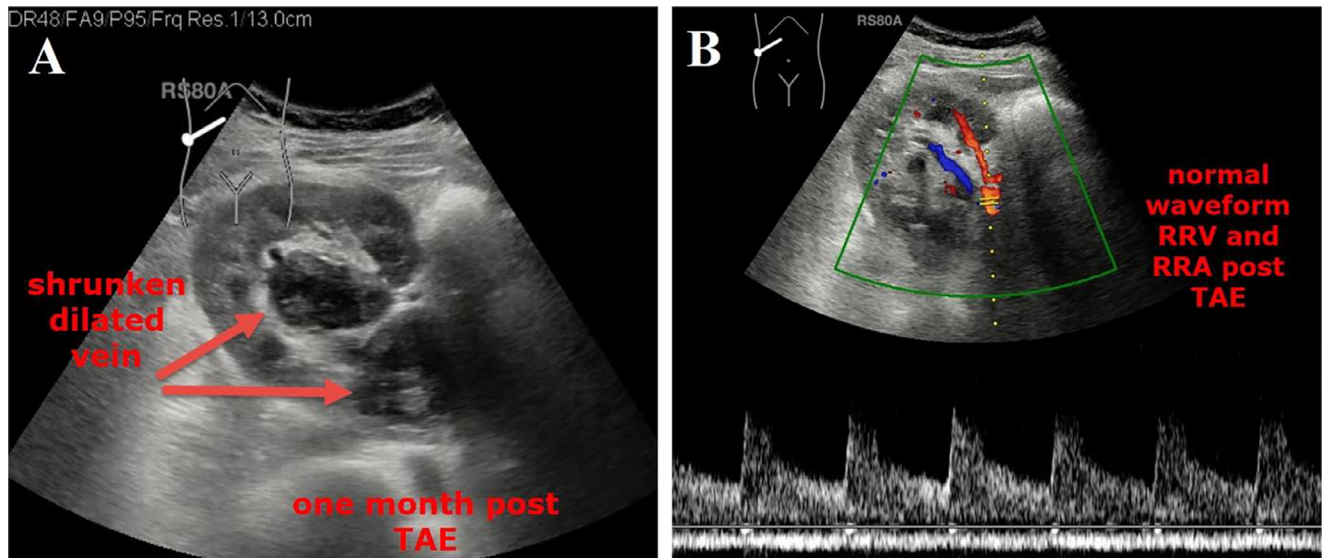 DR48/FA9/P95/Frq Res.1/13.0cm
A
RS80A
shrunken
dilated
vein
one month post
TAE
B
RS80A
normal
waveform
RRV and
RRA post
TAE